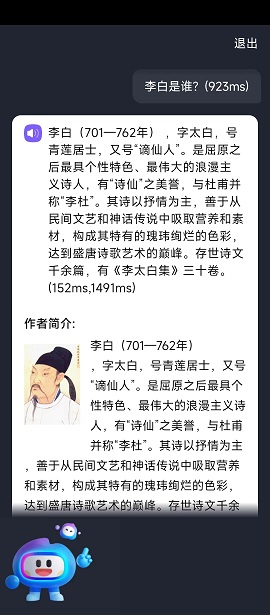 退出
李白是谁？(923ms)
李白（701—762年），字太白，号
青莲居士，又号“谪仙人”。是屈原之
后最具个性特色、最伟大的浪漫主
义诗人，有“诗仙”之美誉，与杜甫并
称“李杜”。其诗以抒情为主，善于从
民间文艺和神话传说中吸取营养和素
材，构成其特有的瑰玮绚烂的色彩，
达到盛唐诗歌艺术的巅峰。存世诗文
千余篇，有《李太白集》三十卷。
(152ms,1491ms)
作者简介：
李白（701—762年）
，字太白，号青莲居士，又号
“谪仙人”。是屈原之后最具个
性特色、最伟大的浪漫主义诗
人，有“诗仙”之美誉，与杜甫
并称“李杜”。其诗以抒情为主
，善于从民间文艺和神话传说中吸取营养
和素材，构成其特有的瑰玮绚烂的色彩，
达到盛唐诗歌艺术的巅峰。存世诗文千余